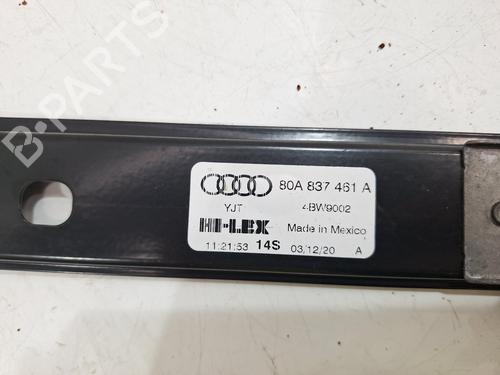 B-PARTS
80A 837 461 A
YJT 4BW9002
HI-LEX Made in Mexico
11:21:53 14S 03/12/20 A